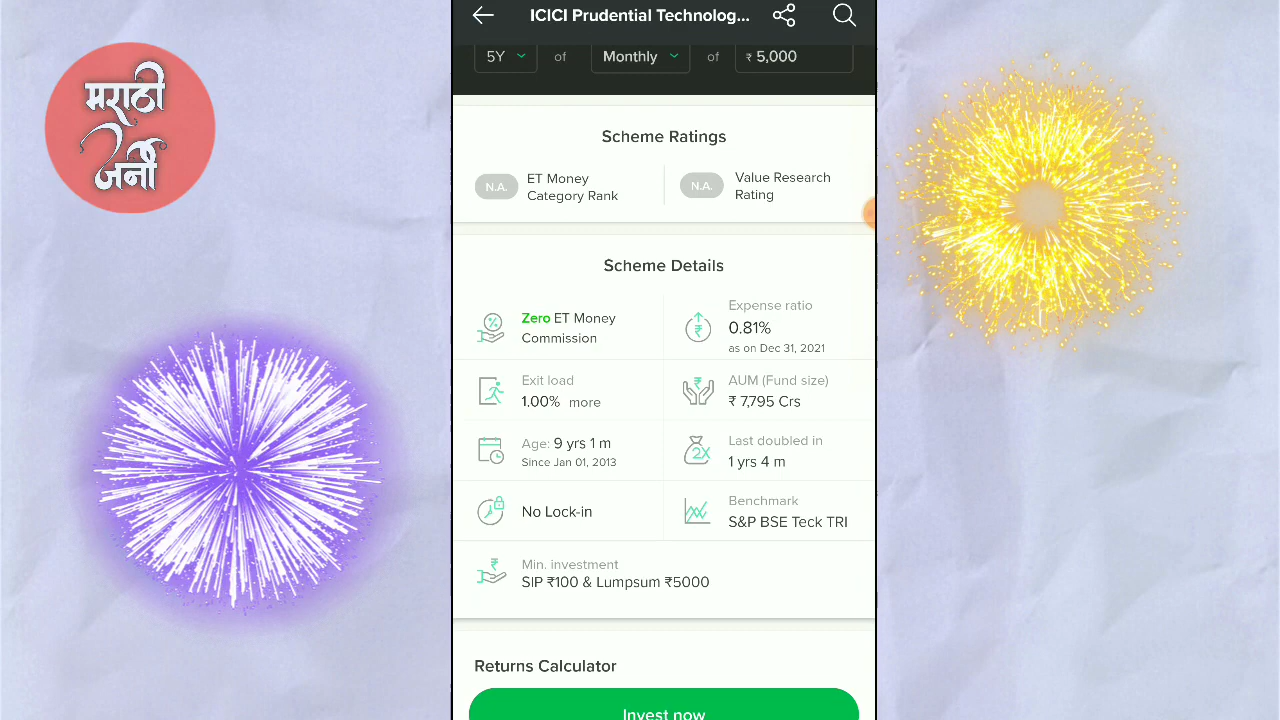 मराठी
जर्नी
ICICI Prudential Technolog...
5Y of Monthly of ₹ 5,000
Scheme Ratings
N.A. ET Money
Category Rank
N.A. Value Research
Rating
Scheme Details
Zero ET Money
Commission
Expense ratio
0.81%
as on Dec 31, 2021
Exit load
1.00% more
AUM (Fund size)
₹ 7,795 Crs
Age: 9 yrs 1 m
Since Jan 01, 2013
Last doubled in
2X
1 yrs 4 m
No Lock-in
Benchmark
S&P BSE Teck TRI
Min. investment
SIP ₹100 & Lumpsum ₹5000
Returns Calculator
Invest now